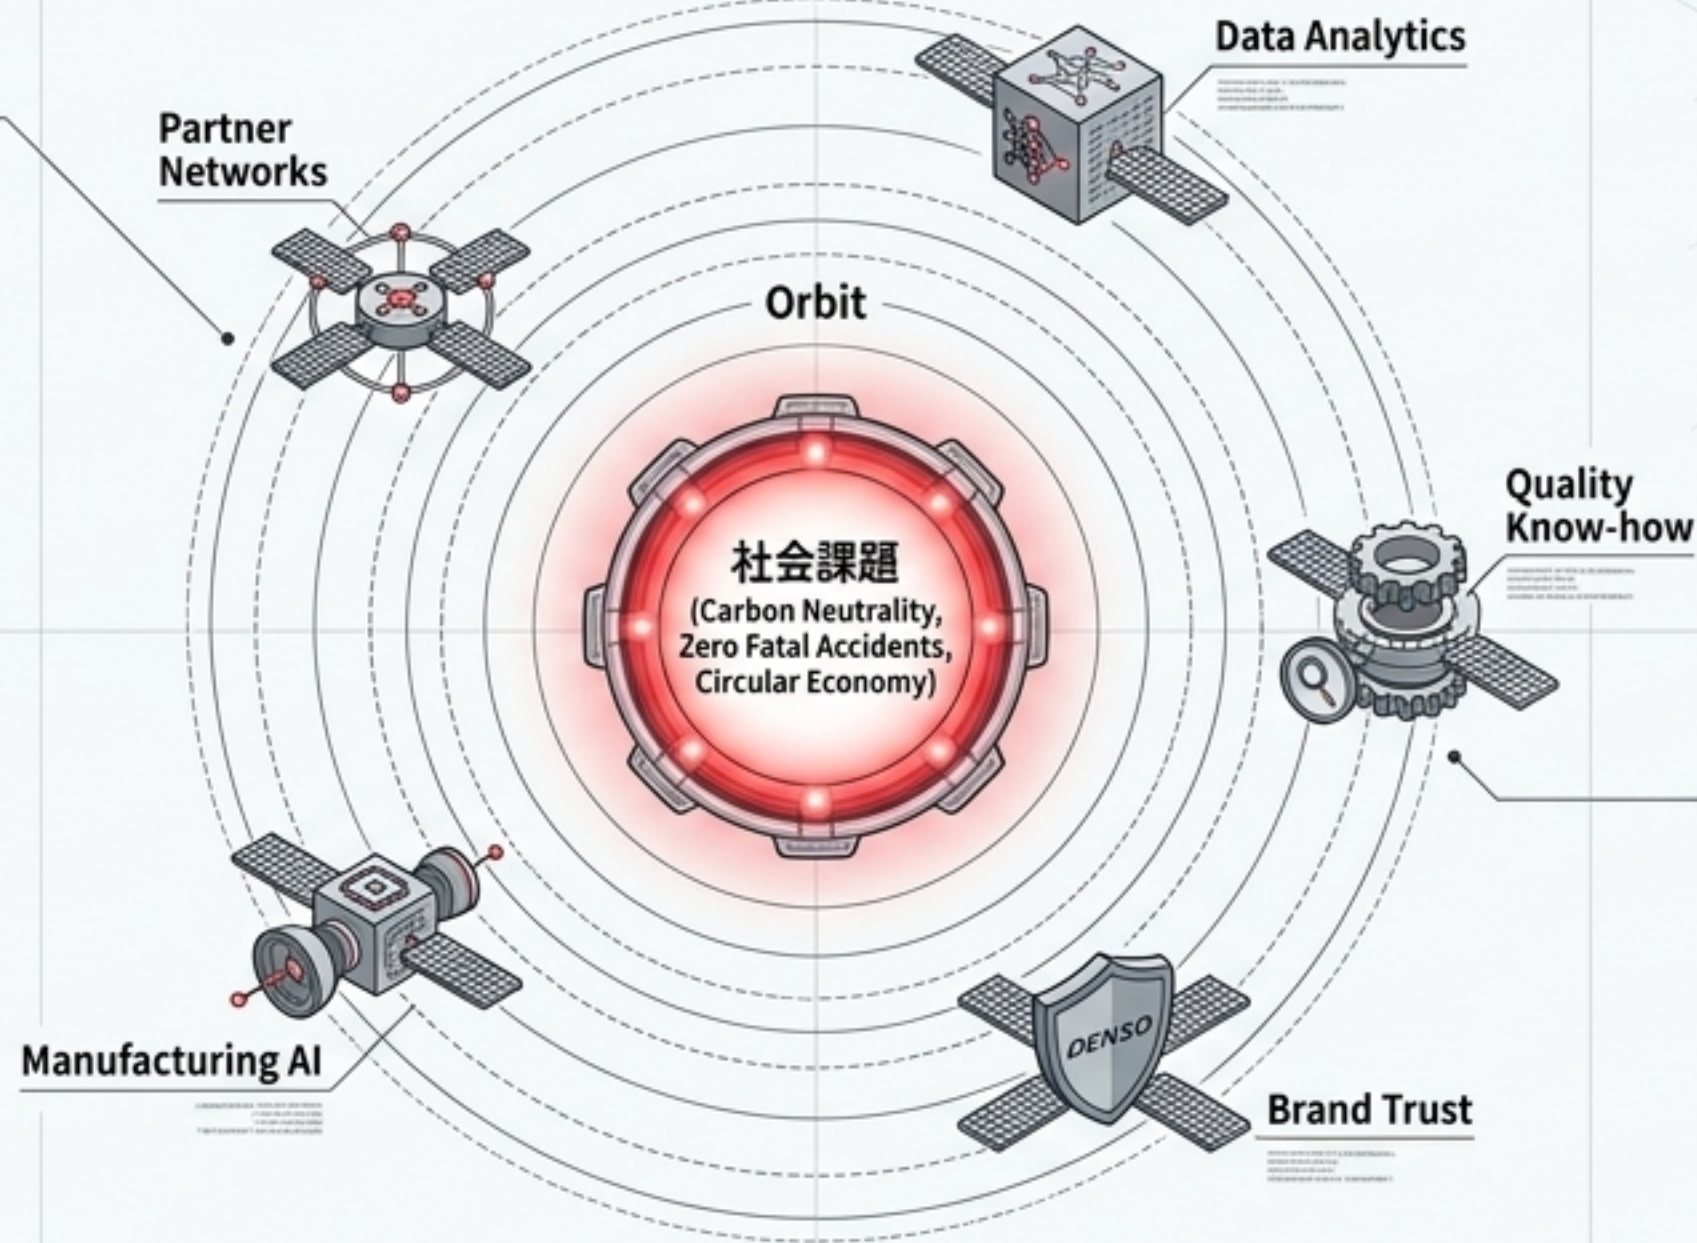 Data Analytics
Partner
Networks
Orbit
Quality
Know-how
社会課題
(Carbon Neutrality,
Zero Fatal Accidents,
Circular Economy)
Manufacturing AI
DENSO
Brand Trust